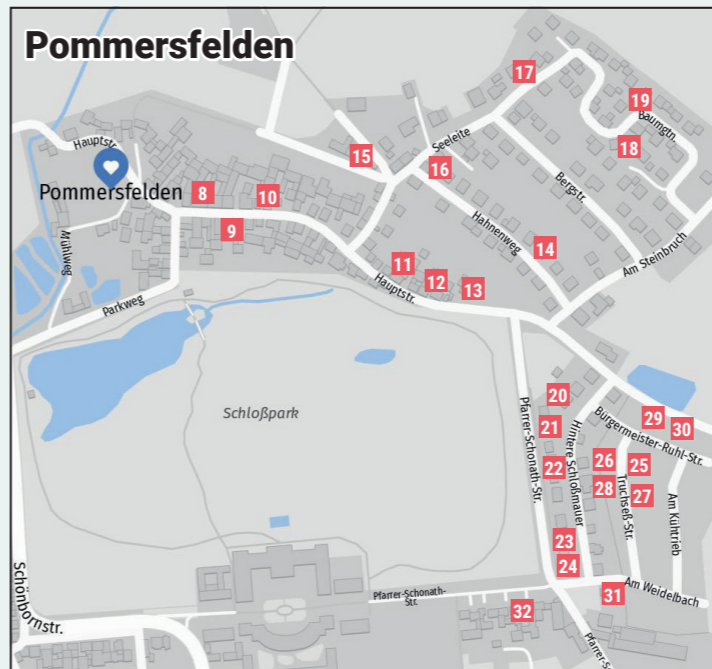 Pommersfelden
17
19
Baumgtn.
Hauptstr.
Seeleite
18
15
16
Pommersfelden
8
10
Bergstr.
9
Hahnenweg
14
Mühlweg
Am Steinbruch
11
12
13
Hauptstr.
Parkweg
Schloßpark
20
21
29
30
Bürgermeister-Ruhl-Str.
Pfarrer-Schonath-Str.
Hintere Schloßmauer
22
26
25
28
27
Truchseß-Str.
Am Kühtrieb
23
24
Schönbornstr.
Pfarrer-Schonath-
Str.
31
Am Weidelbach
32
Pfarrer-S